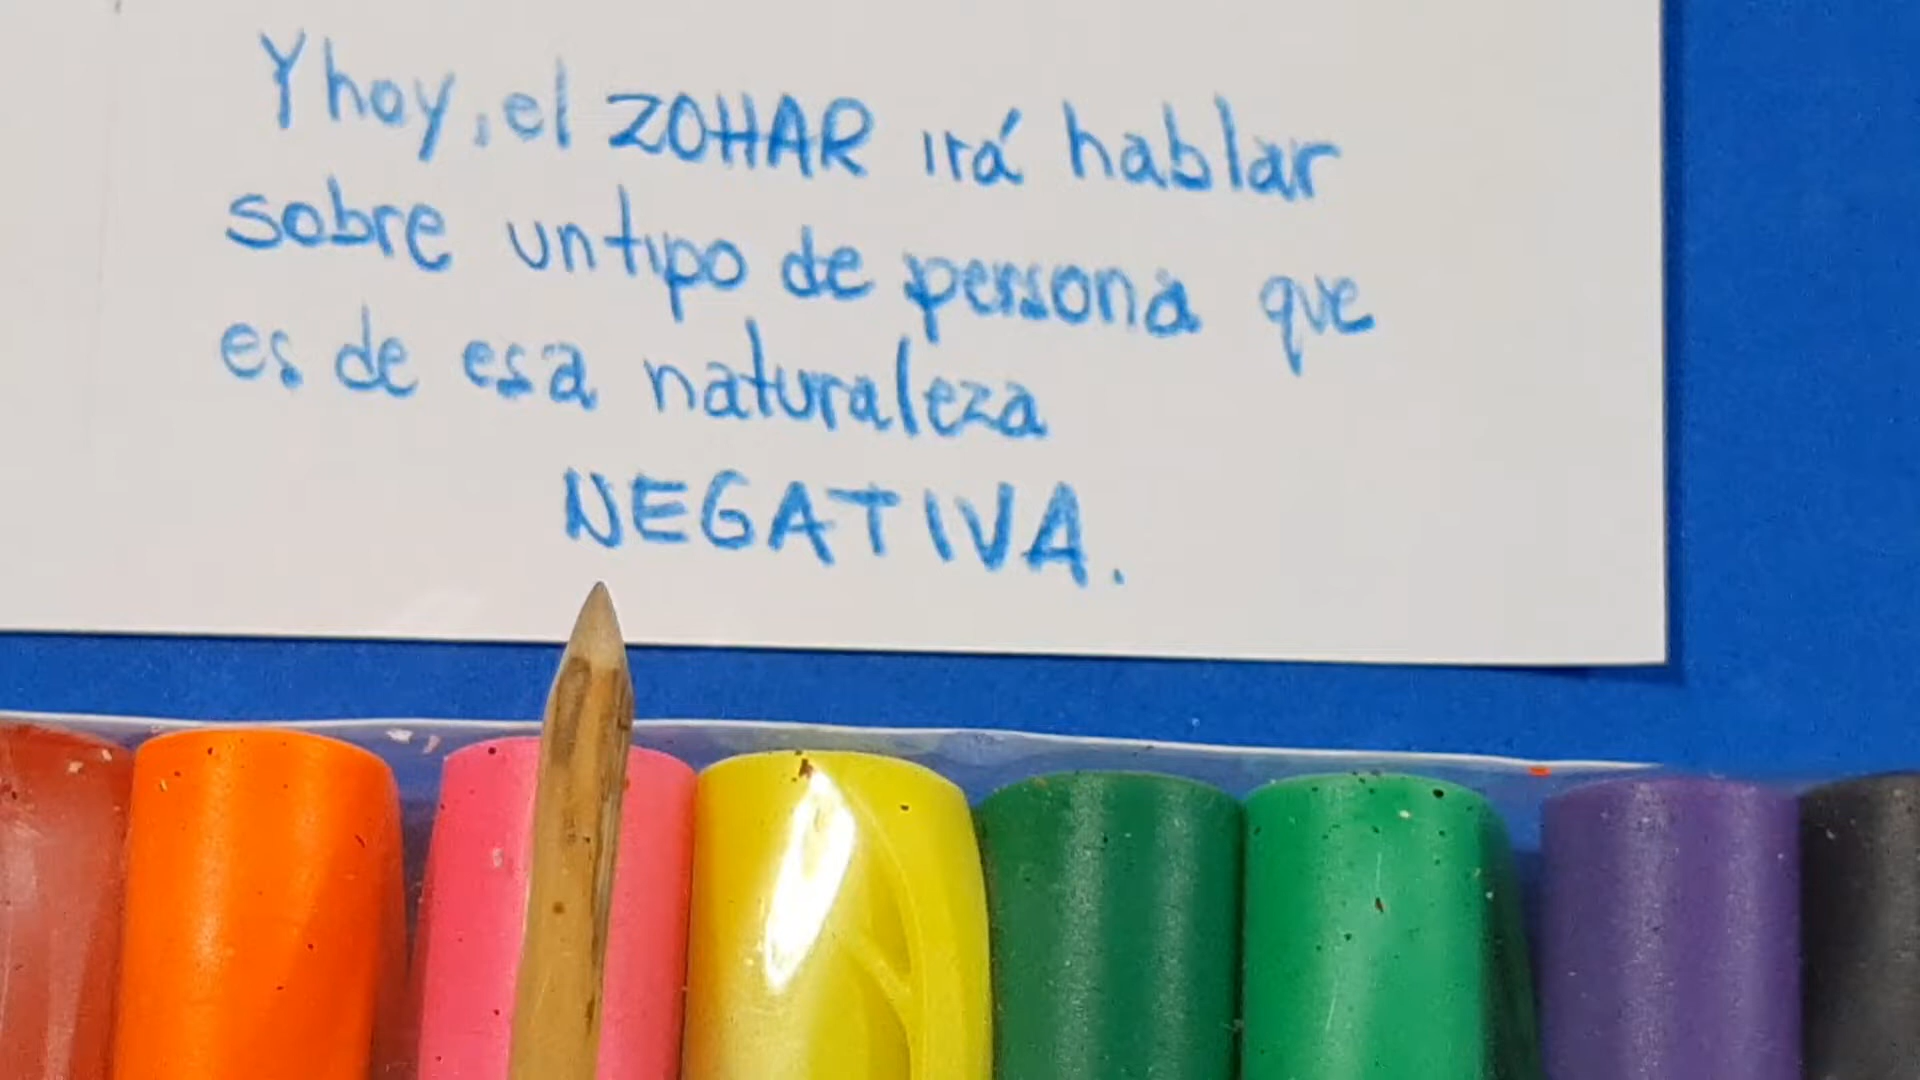 Y hoy, el ZOHAR irá hablar
sobre un tipo de persona que
es de esa naturaleza
NEGATIVA.